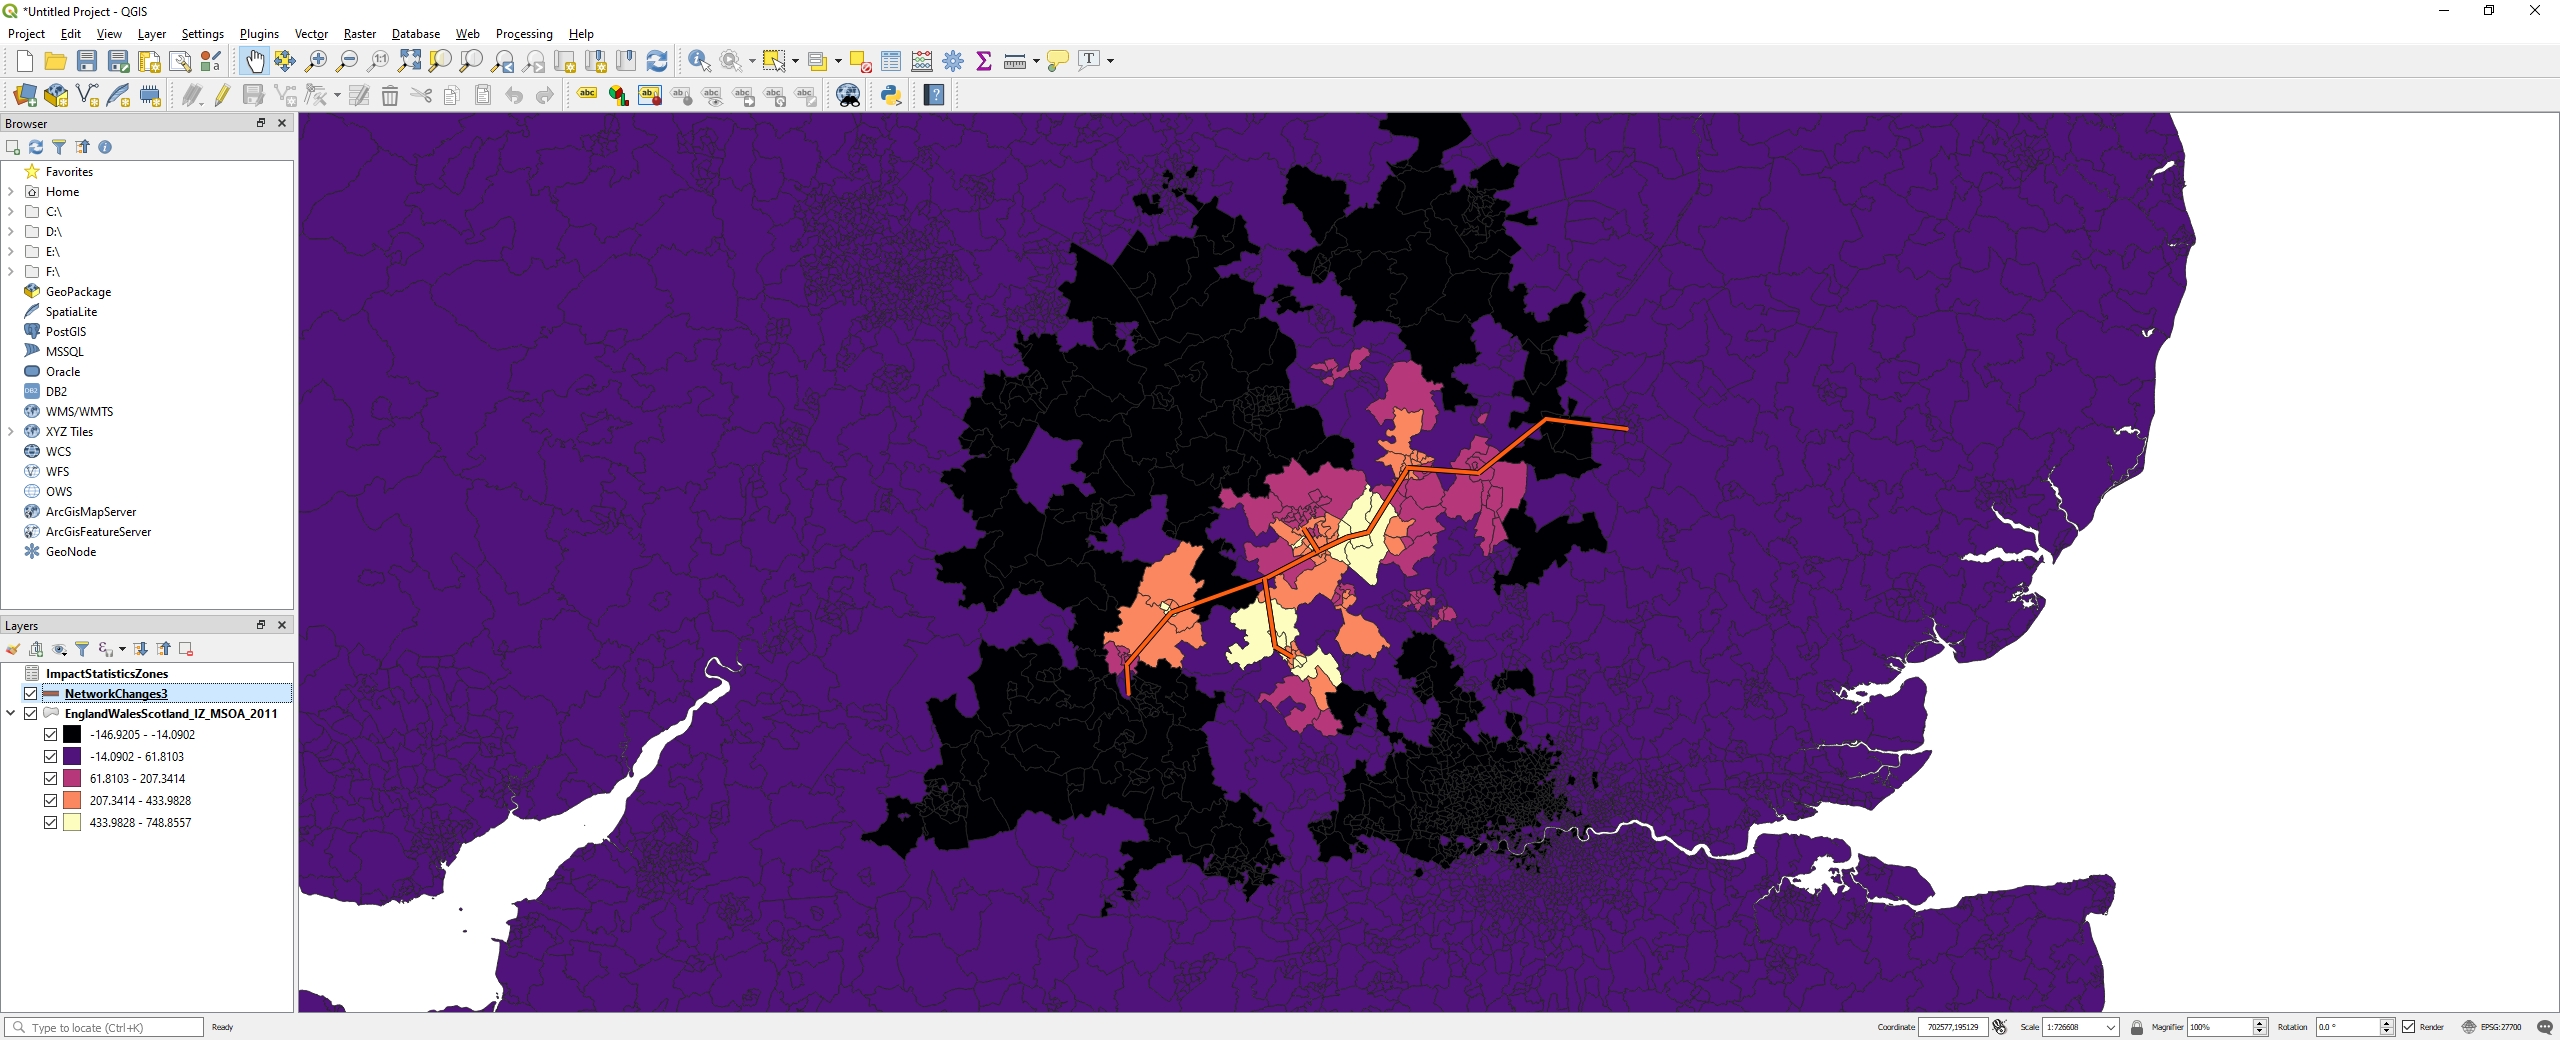 *Untitled Project - QGIS
Project Edit View Layer Settings Plugins Vector Raster Database Web Processing Help
Browser
Favorites
Home
C:\
D:\
E:\
F:\
GeoPackage
SpatiaLite
PostGIS
MSSQL
Oracle
DB2
WMS/WMTS
XYZ Tiles
WCS
WFS
OWS
ArcGisMapServer
ArcGisFeatureServer
GeoNode
Layers
ImpactStatisticsZones
NetworkChanges3
EnglandWalesScotland_IZ_MSOA_2011
-146.9205 - -14.0902
-14.0902 - 61.8103
61.8103 - 207.3414
207.3414 - 433.9828
433.9828 - 748.8557
Type to locate (Ctrl+K) Ready Coordinate 702577,195129 Scale 1:726608 Magnifier 100% Rotation 0.0 ° Render EPSG:27700